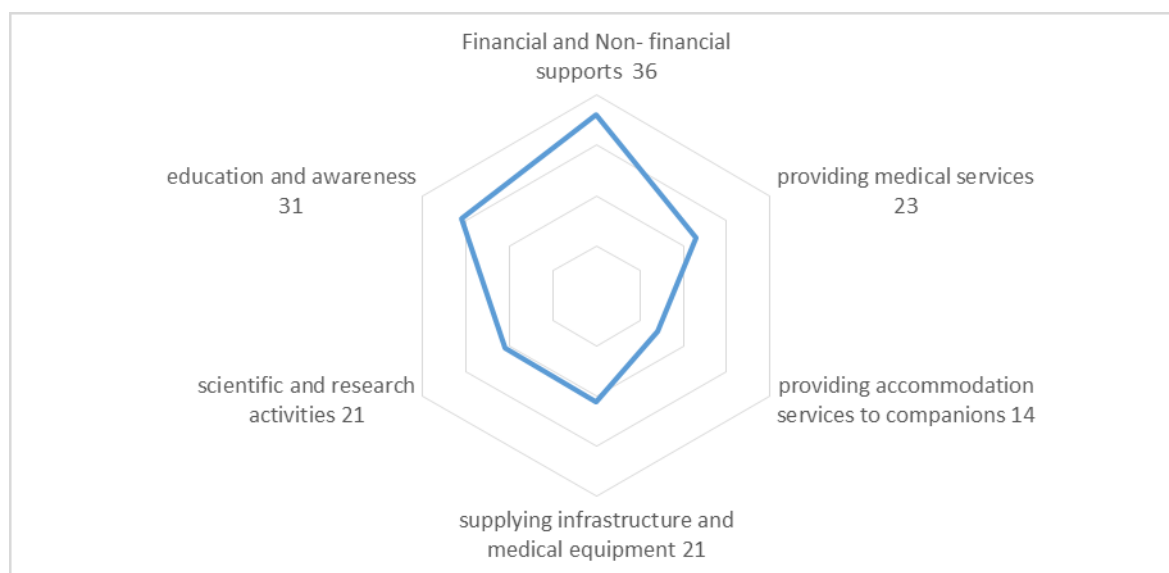 Financial and Non- financial
supports 36
providing medical services
23
providing accommodation
services to companions 14
supplying infrastructure and
medical equipment 21
scientific and research
activities 21
education and awareness
31